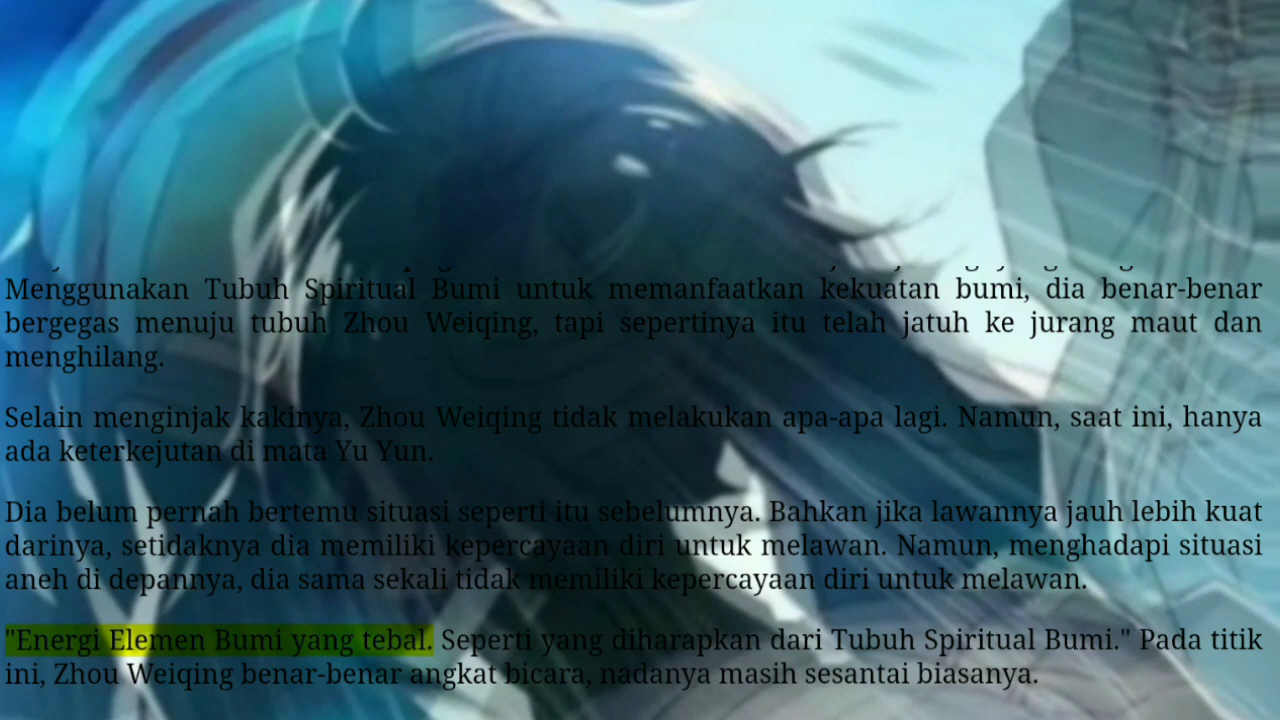 Menggunakan Tubuh Spiritual Bumi untuk memanfaatkan kekuatan bumi, dia benar-benar
bergegas menuju tubuh Zhou Weiqing, tapi sepertinya itu telah jatuh ke jurang maut dan
menghilang.
Selain menginjak kakinya, Zhou Weiqing tidak melakukan apa-apa lagi. Namun, saat ini, hanya
ada keterkejutan di mata Yu Yun.
Dia belum pernah bertemu situasi seperti itu sebelumnya. Bahkan jika lawannya jauh lebih kuat
darinya, setidaknya dia memiliki kepercayaan diri untuk melawan. Namun, menghadapi situasi
aneh di depannya, dia sama sekali tidak memiliki kepercayaan diri untuk melawan.
"Energi Elemen Bumi yang tebal. Seperti yang diharapkan dari Tubuh Spiritual Bumi." Pada titik
ini, Zhou Weiqing benar-benar angkat bicara, nadanya masih sesantai biasanya.